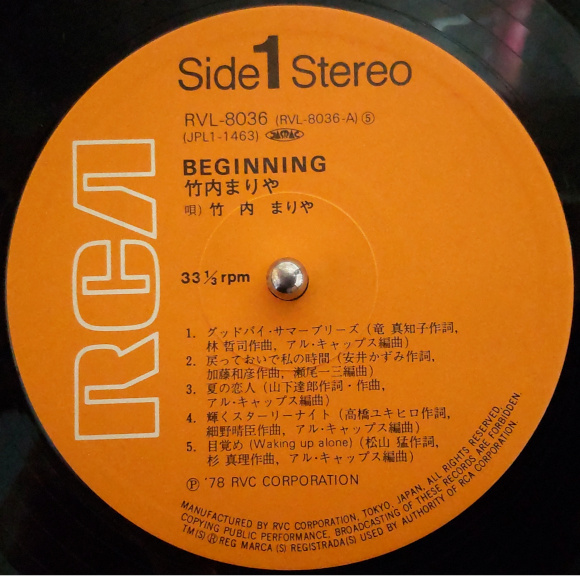 Side 1 Stereo
RVL-8036 (RVL-8036-A) Ⓢ
(JPL1-1463) JASRAC
BEGINNING
竹内まりや
唄) 竹 内 まりや
RCA
33 1/3 rpm
1. グッドバイ・サマーブリーズ (竜 真知子作詞,
林 哲司作曲, アル・キャップス編曲)
2. 戻っておいで私の時間 (安井かずみ作詞,
加藤和彦作曲, 瀬尾一三編曲)
3. 夏の恋人 (山下達郎作詞・作曲,
アル・キャップス編曲)
4. 輝くスターリーナイト (高橋ユキヒロ作詞,
細野晴臣作曲, アル・キャップス編曲)
5. 目覚め (Waking up alone) (松山 猛作詞,
杉 真理作曲, アル・キャップス編曲)
Ⓟ '78 RVC CORPORATION
MANUFACTURED BY RVC CORPORATION, TOKYO, JAPAN, ALL RIGHTS RESERVED.
COPYING PUBLIC PERFORMANCE, BROADCASTING OF THESE RECORDS ARE FORBIDDEN.
TM(S) ® REG MARCA (S) REGISTRADA(S) USED BY AUTHORITY OF RCA CORPORATION